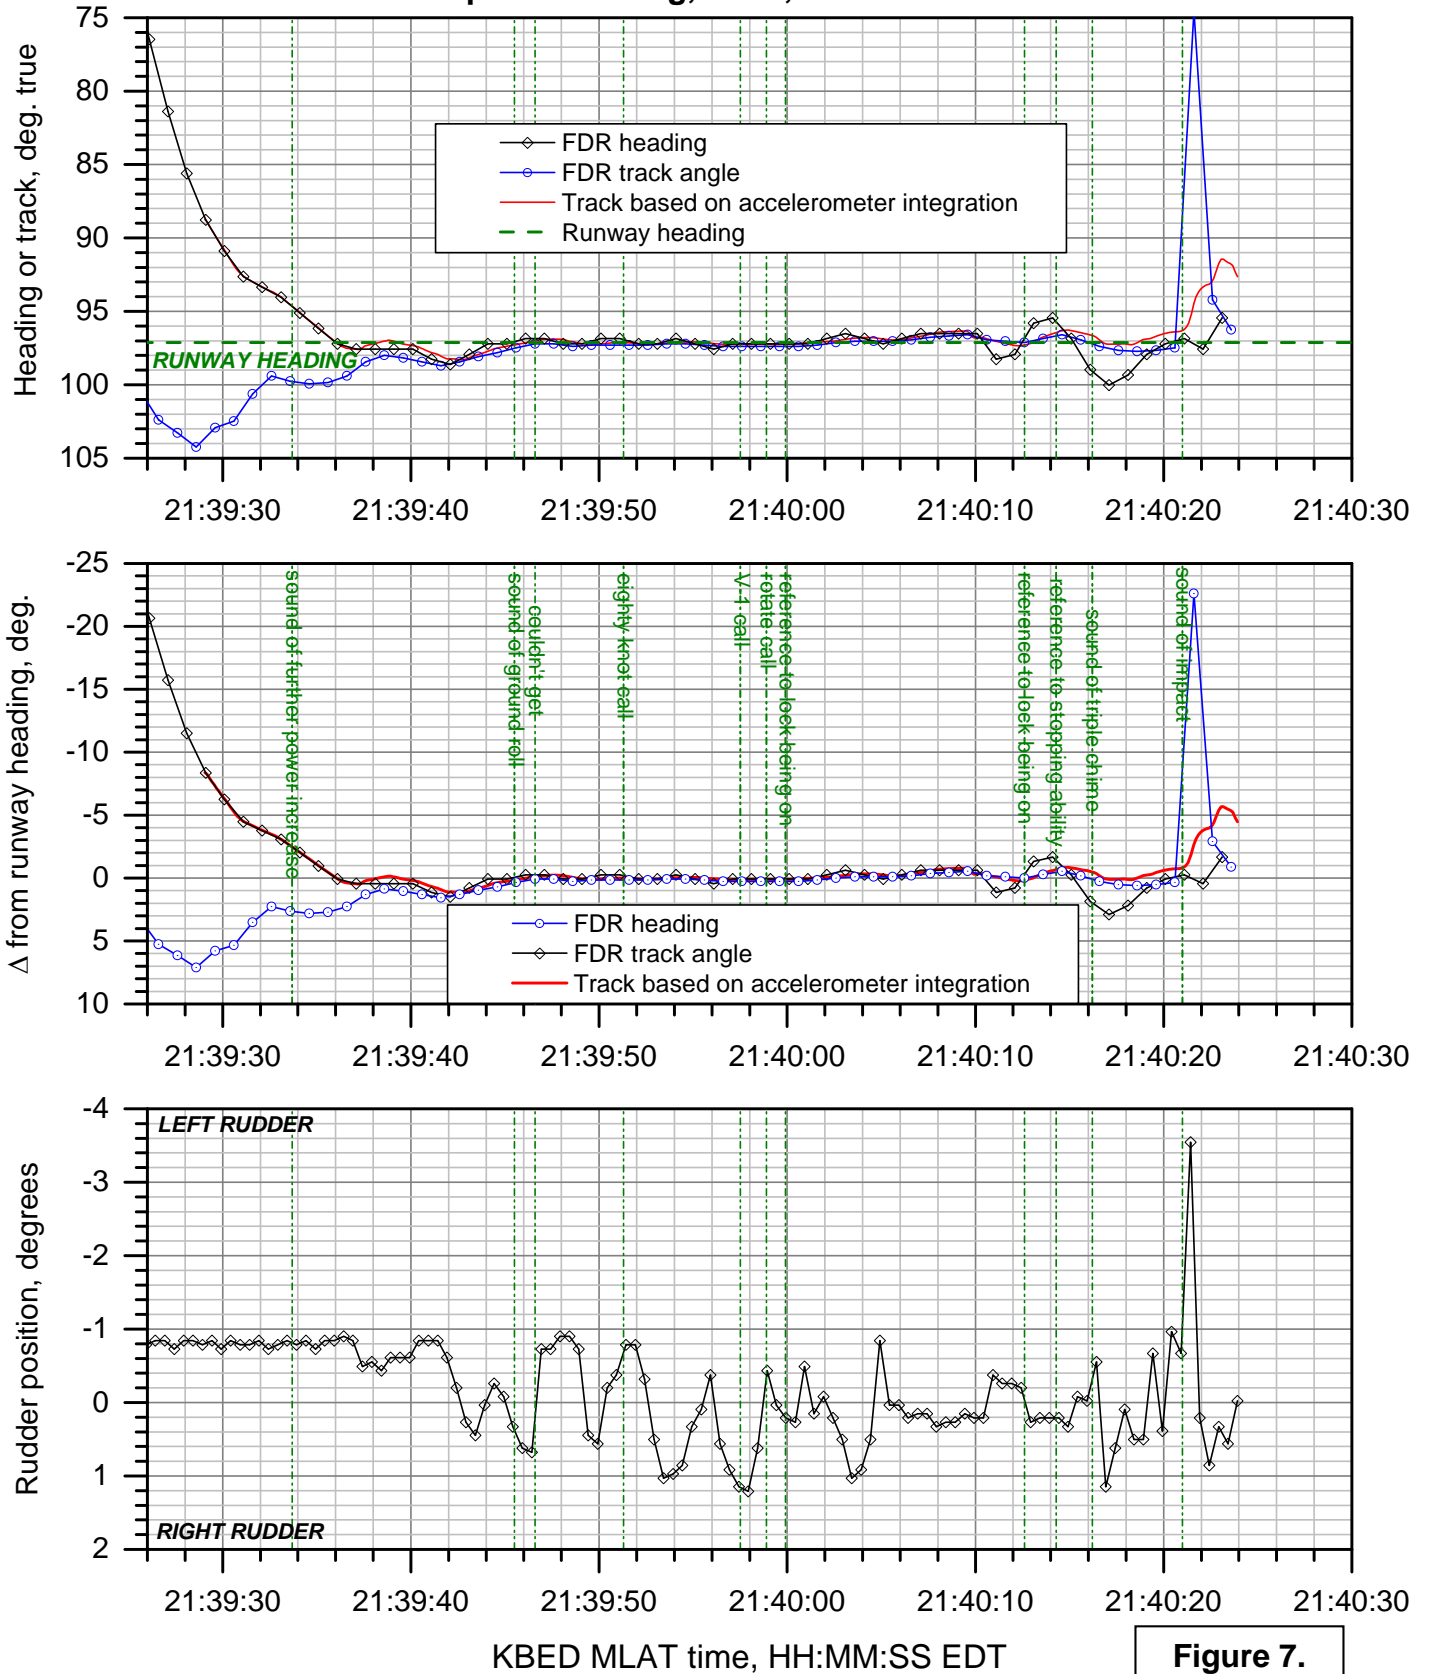 75
80
85
90
95
100
105
Heading or track, deg. true
FDR heading
FDR track angle
Track based on accelerometer integration
Runway heading
RUNWAY HEADING
21:39:30 21:39:40 21:39:50 21:40:00 21:40:10 21:40:20 21:40:30
-25
-20
-15
-10
-5
0
5
10
Δ from runway heading, deg.
sound of further power increase
sound of ground roll
couldn't get
eighty knot call
V 1 call
rotate call
reference to lock being on
reference to lock being on
reference to stopping ability
sound of triple chime
sound of impact
FDR heading
FDR track angle
Track based on accelerometer integration
21:39:30 21:39:40 21:39:50 21:40:00 21:40:10 21:40:20 21:40:30
-4
-3
-2
-1
0
1
2
Rudder position, degrees
LEFT RUDDER
RIGHT RUDDER
21:39:30 21:39:40 21:39:50 21:40:00 21:40:10 21:40:20 21:40:30
KBED MLAT time, HH:MM:SS EDT
Figure 7.